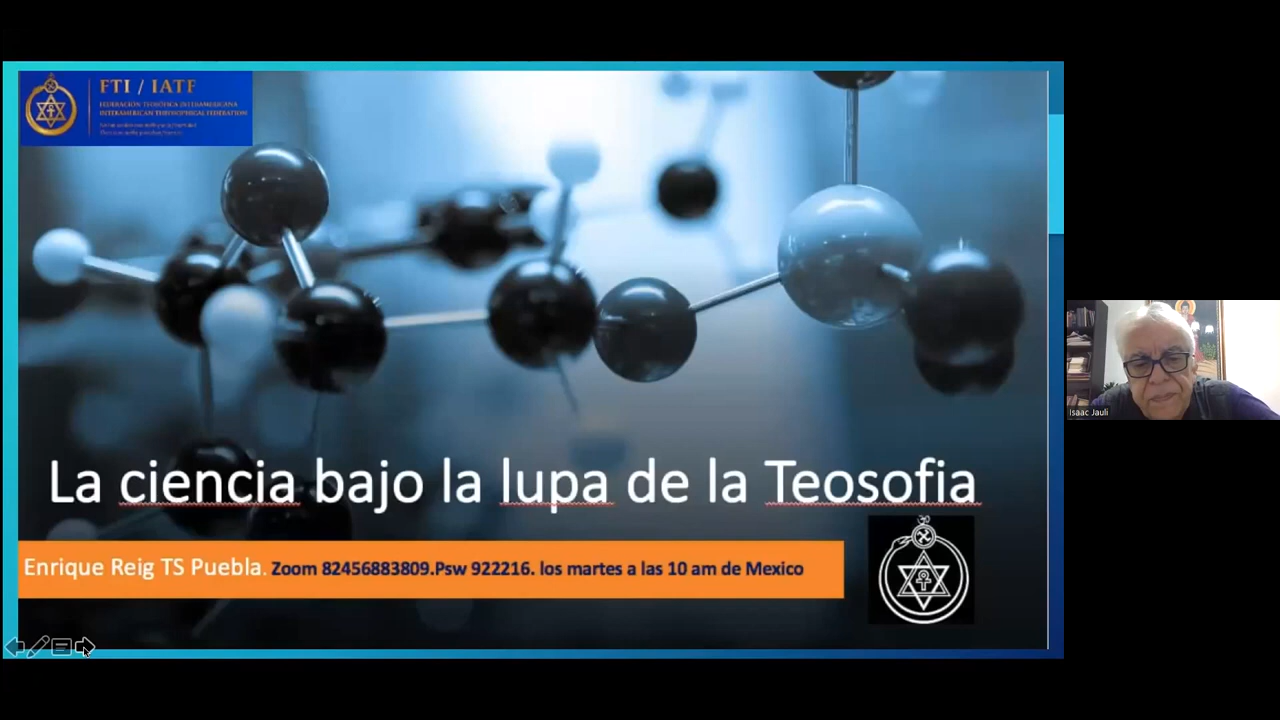 FTI / IATF
FEDERACIÓN TEOSÓFICA INTERAMERICANA
INTERAMERICAN THEOSOPHICAL FEDERATION
La ciencia bajo la lupa de la Teosofia
Enrique Reig TS Puebla. Zoom 82456883809.Psw 922216. los martes a las 10 am de Mexico
Isaac Jauli